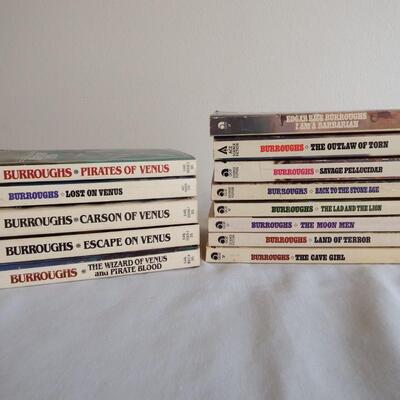 BURROUGHS PIRATES OF VENUS
BURROUGHS LOST ON VENUS
BURROUGHS CARSON OF VENUS
BURROUGHS ESCAPE ON VENUS
BURROUGHS THE WIZARD OF VENUS
and PIRATE BLOOD
EDGAR RICE BURROUGHS
I AM A BARBARIAN
BURROUGHS THE OUTLAW OF TORN
BURROUGHS SAVAGE PELLUCIDAR
BURROUGHS BACK TO THE STONE AGE
BURROUGHS THE LAD AND THE LION
BURROUGHS THE MOON MEN
BURROUGHS LAND OF TERROR
BURROUGHS THE CAVE GIRL